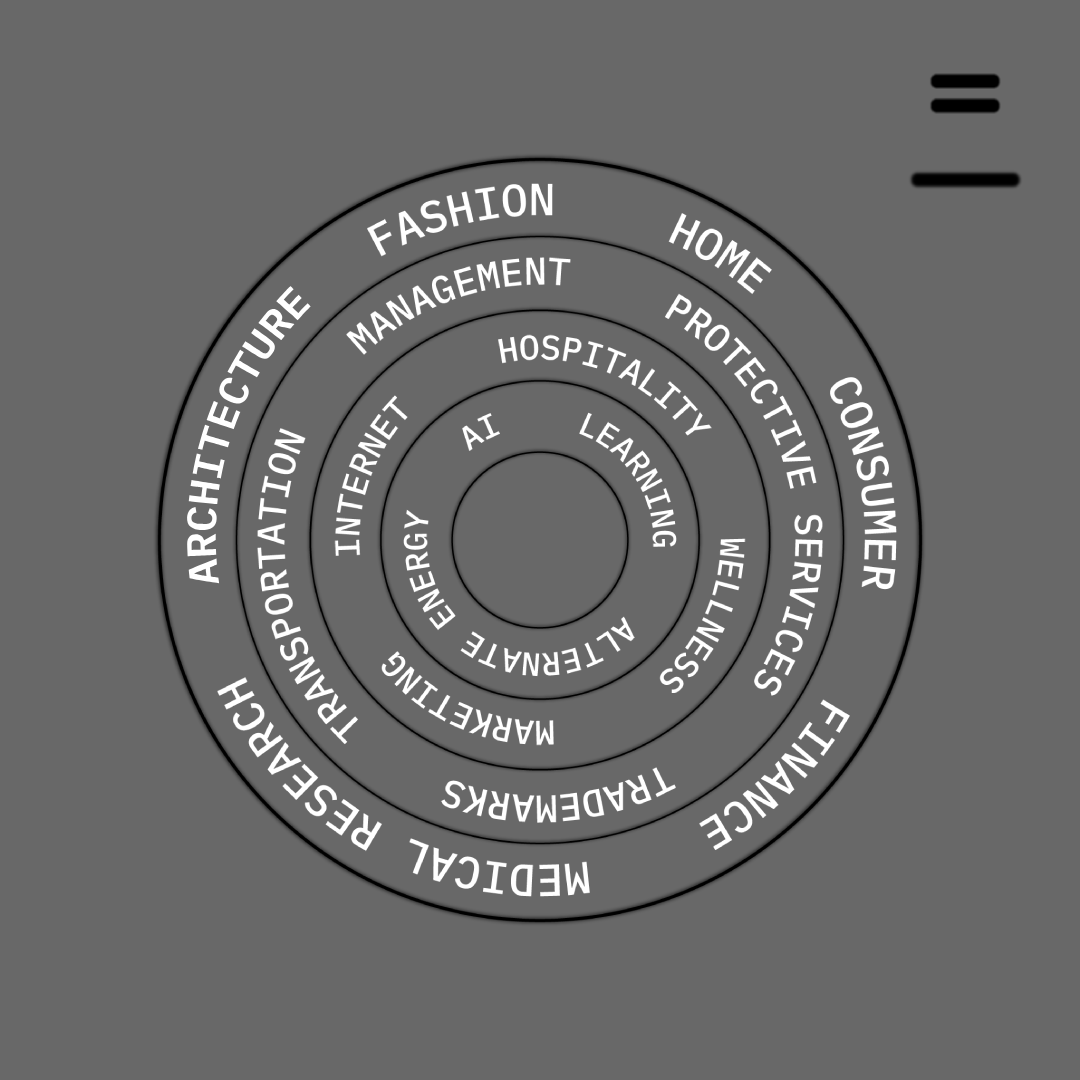 FASHION
HOME
CONSUMER
FINANCE
MEDICAL RESEARCH
ARCHITECTURE
MANAGEMENT
PROTECTIVE SERVICES
TRADEMARKS
TRANSPORTATION
HOSPITALITY
WELLNESS
MARKETING
INTERNET
AI
LEARNING
ALTERNATE ENERGY